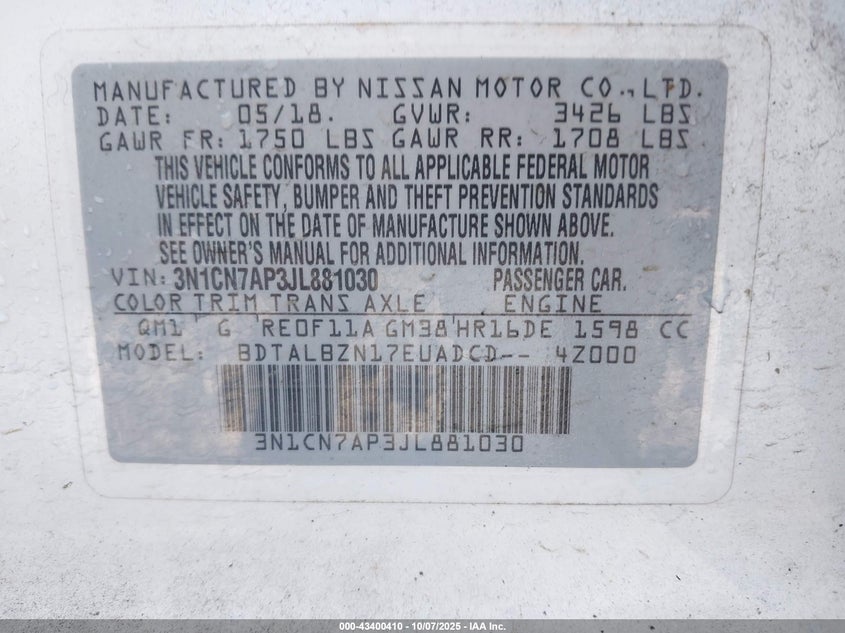 MANUFACTURED BY NISSAN MOTOR CO., LTD.
DATE: 05/18. GVWR: 3426 LBS
GAWR FR: 1750 LBS GAWR RR: 1708 LBS
THIS VEHICLE CONFORMS TO ALL APPLICABLE FEDERAL MOTOR
VEHICLE SAFETY, BUMPER AND THEFT PREVENTION STANDARDS
IN EFFECT ON THE DATE OF MANUFACTURE SHOWN ABOVE.
SEE OWNER'S MANUAL FOR ADDITIONAL INFORMATION.
VIN: 3N1CN7AP3JL881030 PASSENGER CAR.
COLOR TRIM TRANS AXLE ENGINE
QM1 G RE0F11A GM38 HR16DE 1598 CC
MODEL: BDTALBZN17EUADCD-- 4Z000
3N1CN7AP3JL881030
000-43400410 - 10/07/2025 - IAA Inc.